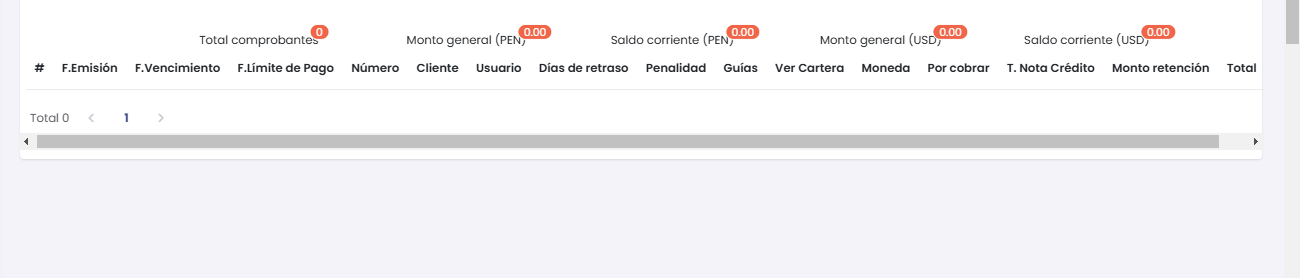 Total comprobantes 0 Monto general (PEN) 0.00 Saldo corriente (PEN) 0.00 Monto general (USD) 0.00 Saldo corriente (USD) 0.00
# F.Emisión F.Vencimiento F.Límite de Pago Número Cliente Usuario Días de retraso Penalidad Guías Ver Cartera Moneda Por cobrar T. Nota Crédito Monto retención Total
Total 0 1